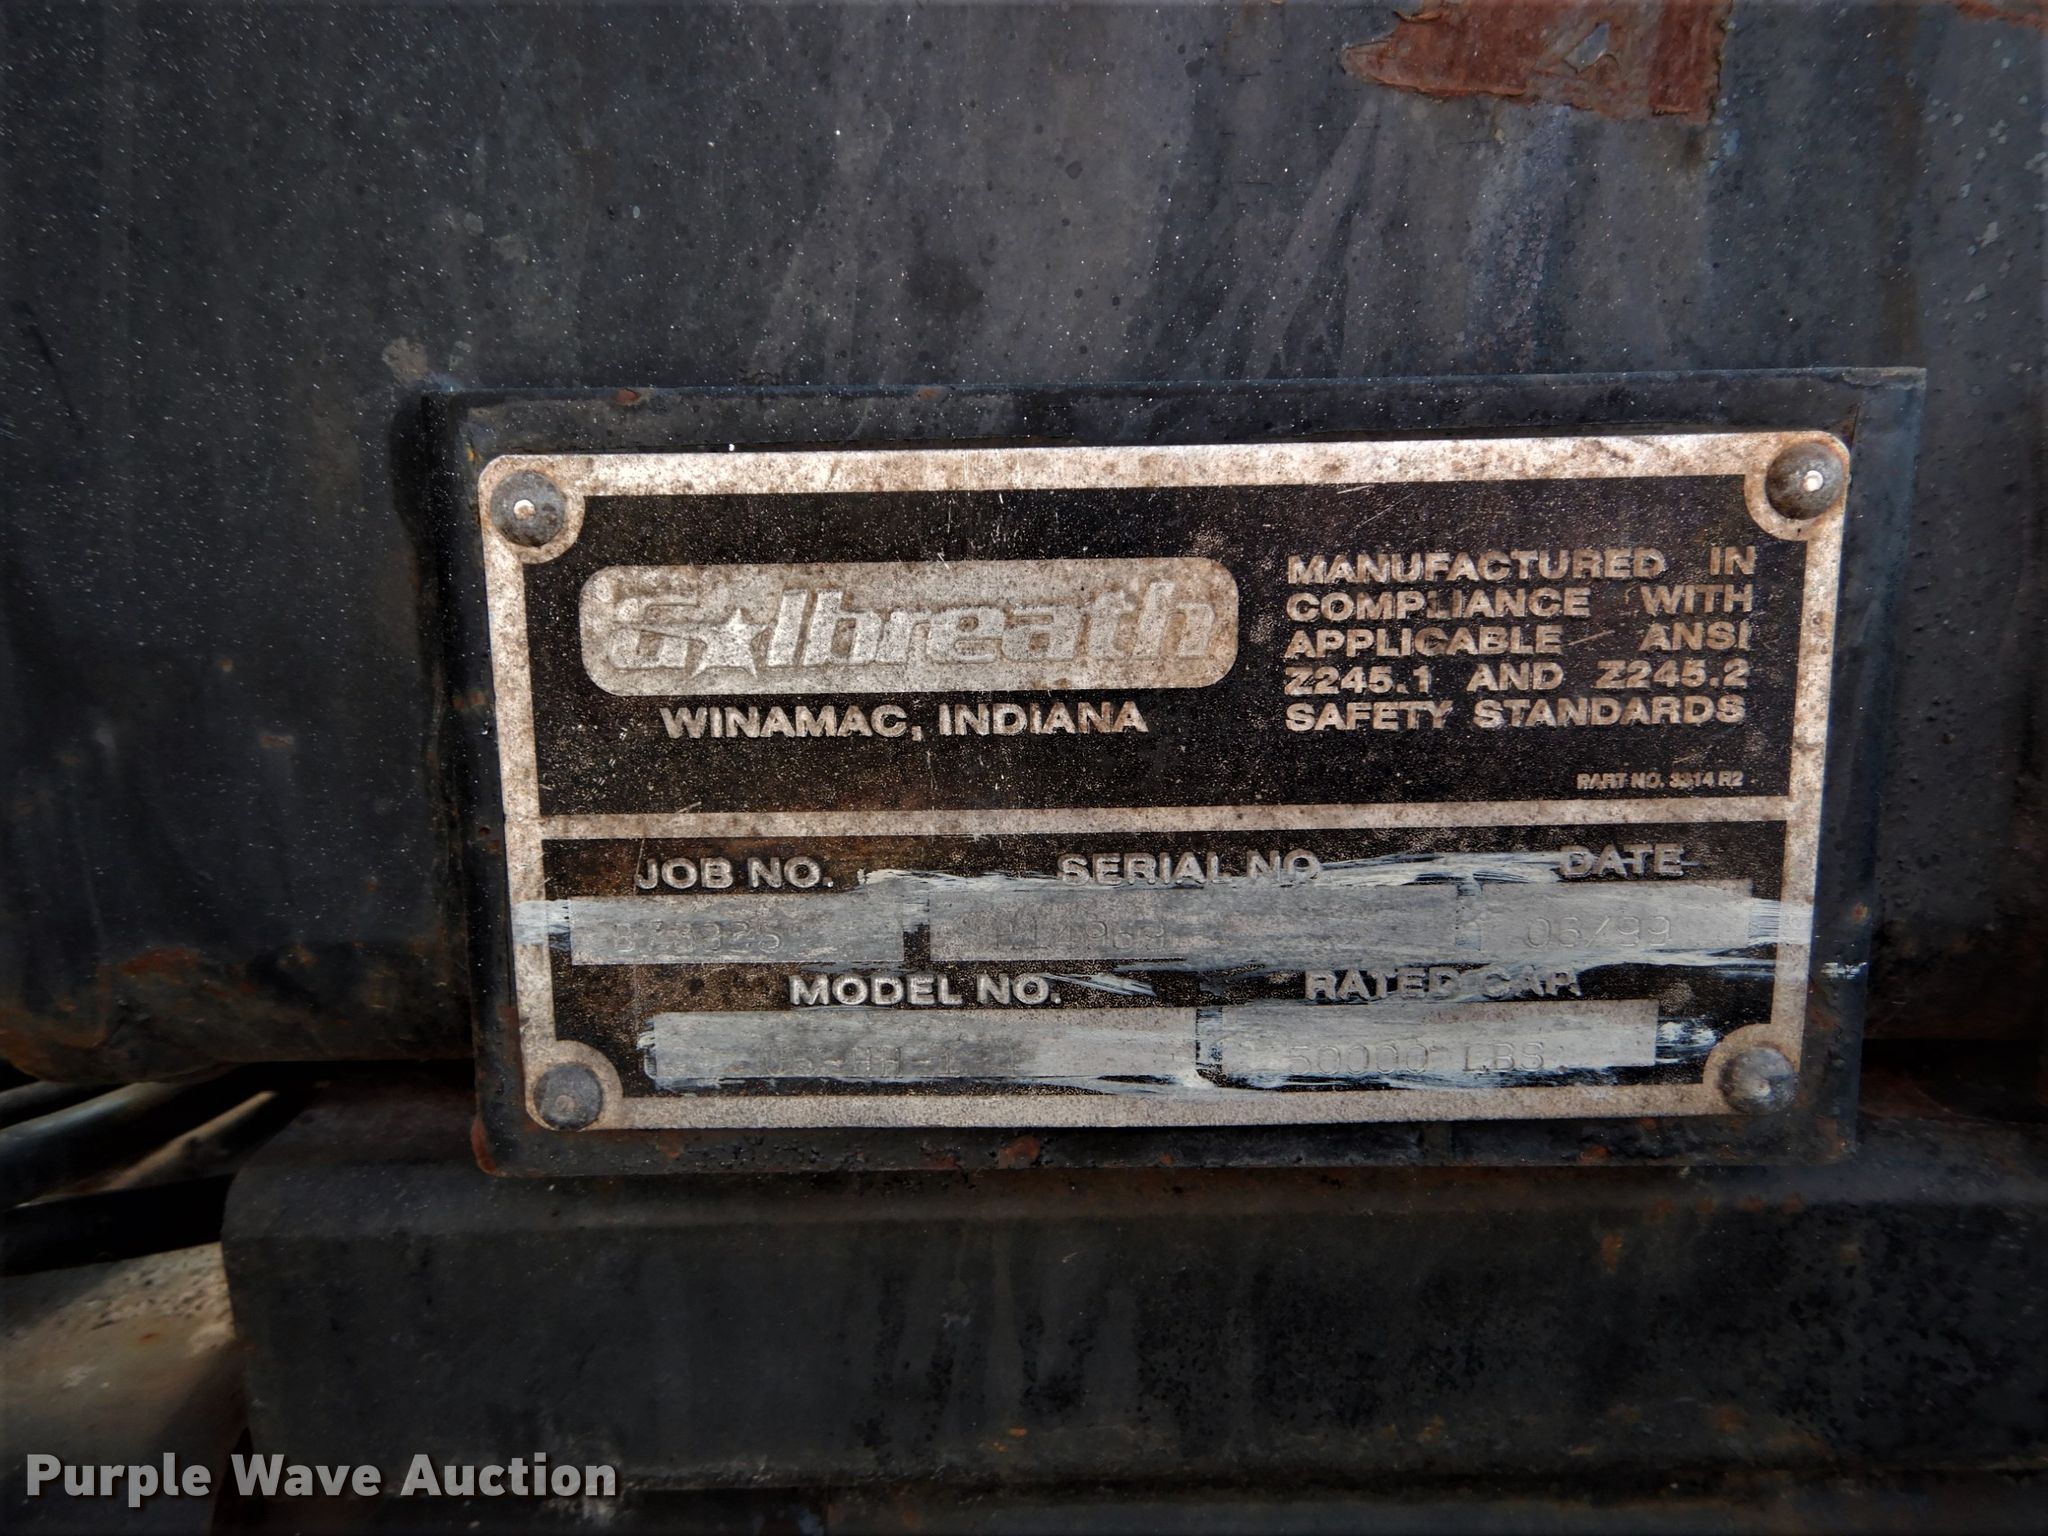 Galbreath
WINAMAC, INDIANA
MANUFACTURED IN
COMPLIANCE WITH
APPLICABLE ANSI
Z245.1 AND Z245.2
SAFETY STANDARDS
PART NO. 3314 R2
JOB NO. SERIAL NO. DATE
06/99
MODEL NO. RATED CAP.
50000 LBS.
Purple Wave Auction